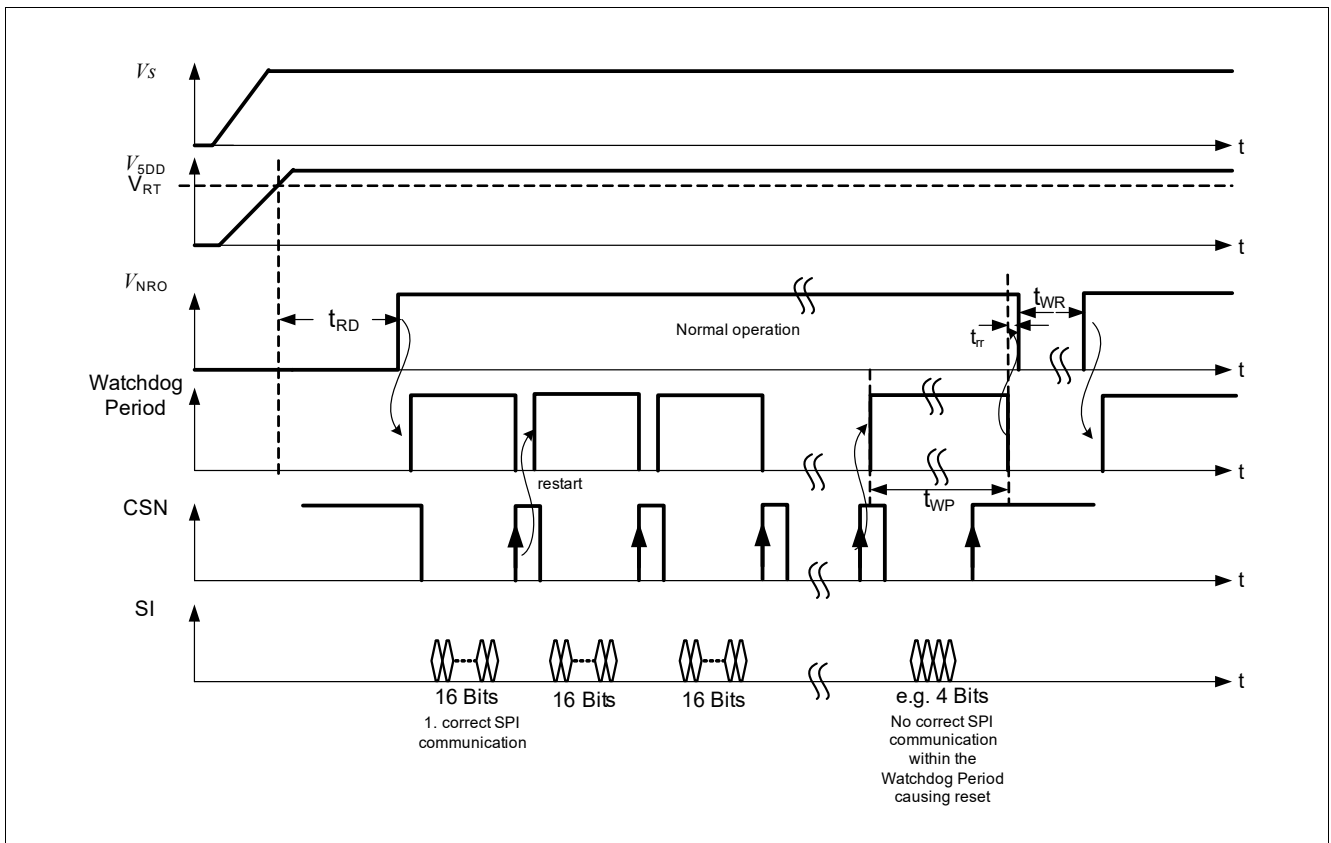 VS
t
V5DD
VRT
t
VNRO
tRD
Normal operation
tWR
trr
t
Watchdog
Period
restart
tWP
t
CSN
t
SI
t
16 Bits
16 Bits
16 Bits
e.g. 4 Bits
1. correct SPI
communication
No correct SPI
communication
within the
Watchdog Period
causing reset